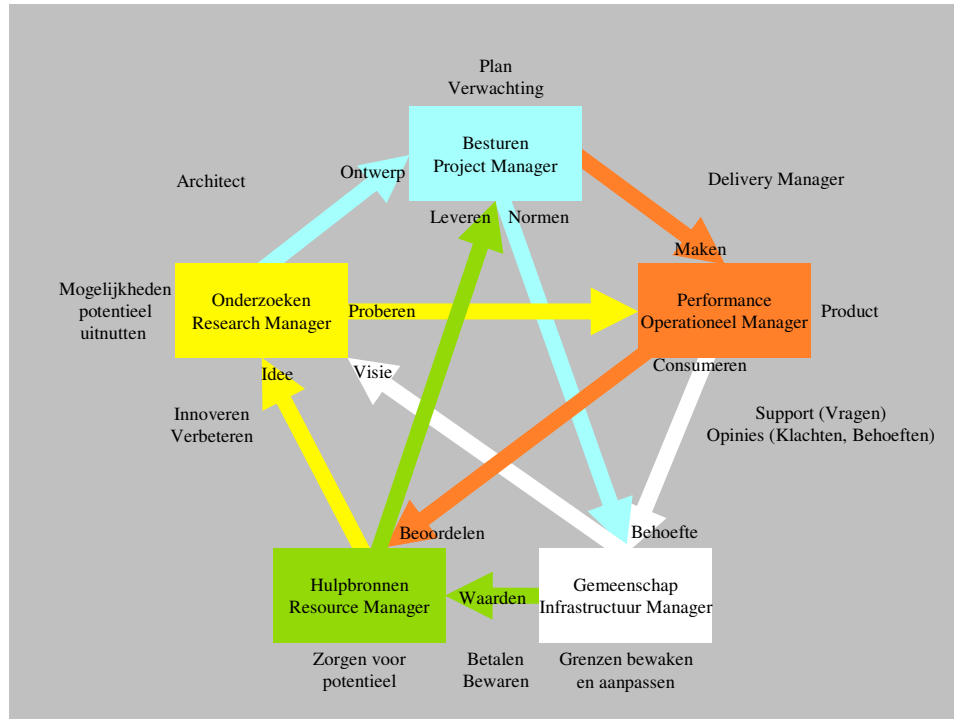 Plan
Verwachting
Besturen
Project Manager
Architect
Ontwerp
Delivery Manager
Leveren
Normen
Maken
Mogelijkheden
potentieel
uitnutten
Onderzoeken
Research Manager
Proberen
Performance
Operationeel Manager
Product
Idee
Visie
Consumeren
Innoveren
Verbeteren
Support (Vragen)
Opinies (Klachten, Behoeften)
Beoordelen
Behoefte
Hulpbronnen
Resource Manager
Waarden
Gemeenschap
Infrastructuur Manager
Zorgen voor
potentieel
Betalen
Bewaren
Grenzen bewaken
en aanpassen